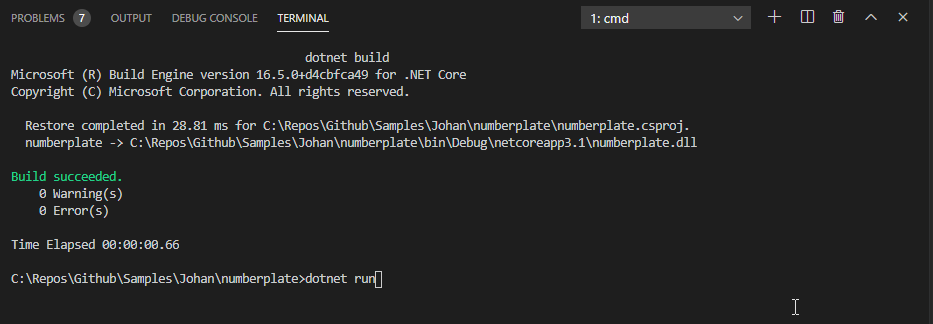 PROBLEMS 7 OUTPUT DEBUG CONSOLE TERMINAL 1: cmd
dotnet build
Microsoft (R) Build Engine version 16.5.0+d4cbfca49 for .NET Core
Copyright (C) Microsoft Corporation. All rights reserved.
Restore completed in 28.81 ms for C:\Repos\Github\Samples\Johan\numberplate\numberplate.csproj.
numberplate -> C:\Repos\Github\Samples\Johan\numberplate\bin\Debug\netcoreapp3.1\numberplate.dll
Build succeeded.
0 Warning(s)
0 Error(s)
Time Elapsed 00:00:00.66
C:\Repos\Github\Samples\Johan\numberplate>dotnet run